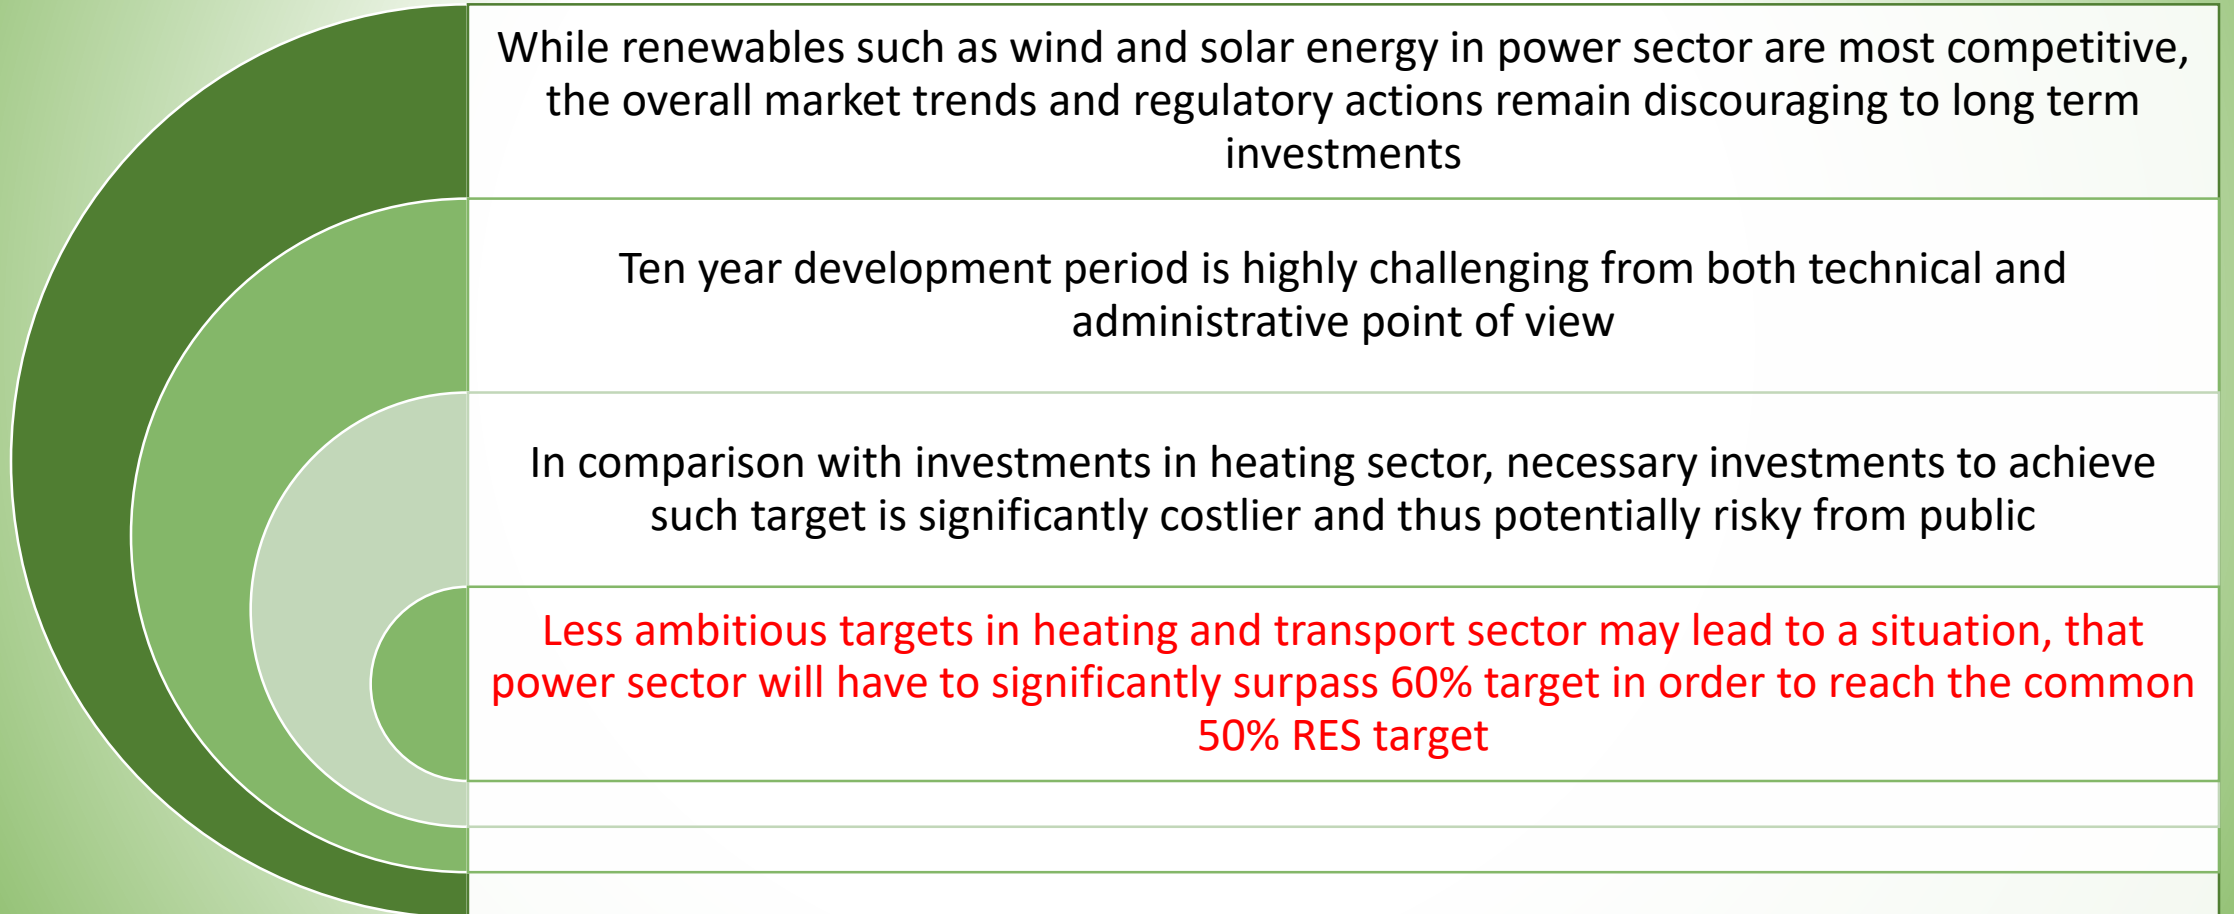 While renewables such as wind and solar energy in power sector are most competitive,
the overall market trends and regulatory actions remain discouraging to long term
investments
Ten year development period is highly challenging from both technical and
administrative point of view
In comparison with investments in heating sector, necessary investments to achieve
such target is significantly costlier and thus potentially risky from public
Less ambitious targets in heating and transport sector may lead to a situation, that
power sector will have to significantly surpass 60% target in order to reach the common
50% RES target